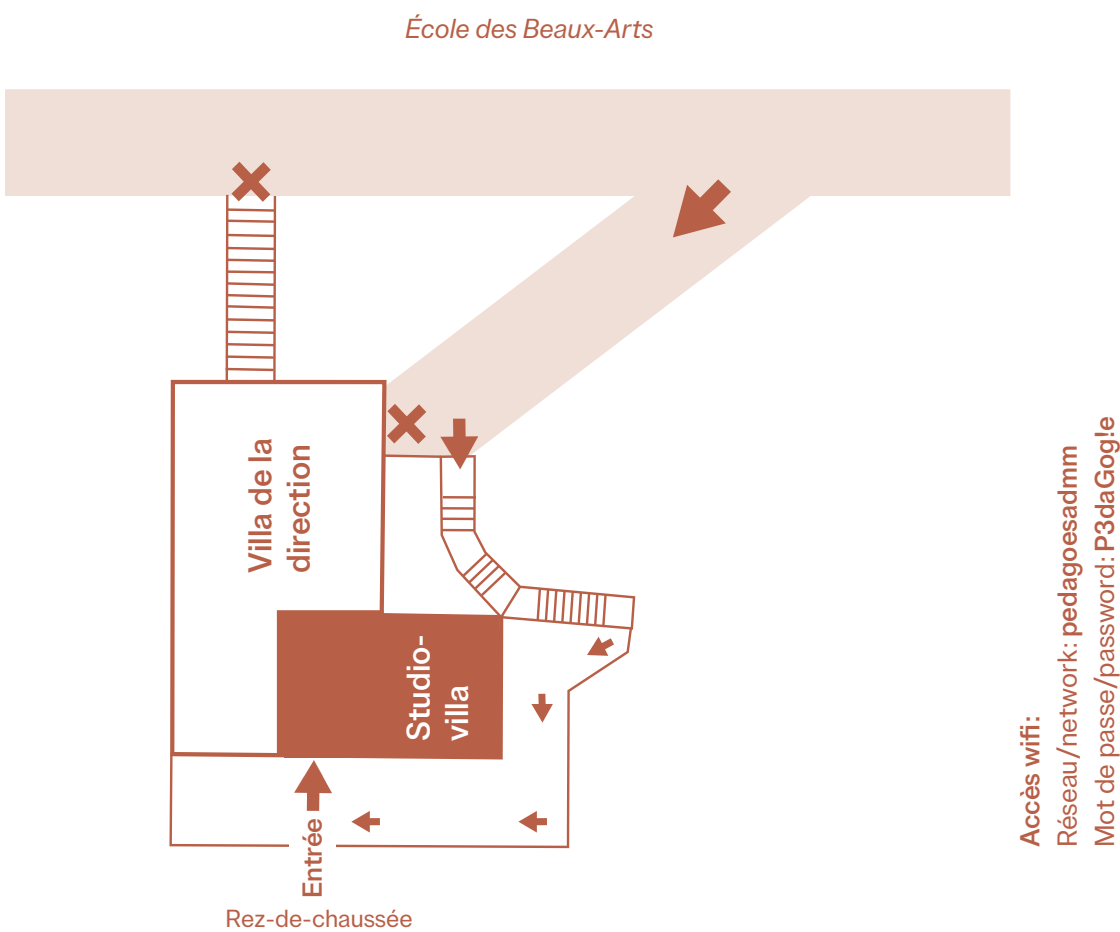 École des Beaux-Arts
Villa de la
direction
Studio-
villa
Entrée
Rez-de-chaussée
Accès wifi:
Réseau/network: pedagoesadmm
Mot de passe/password: P3daGog!e